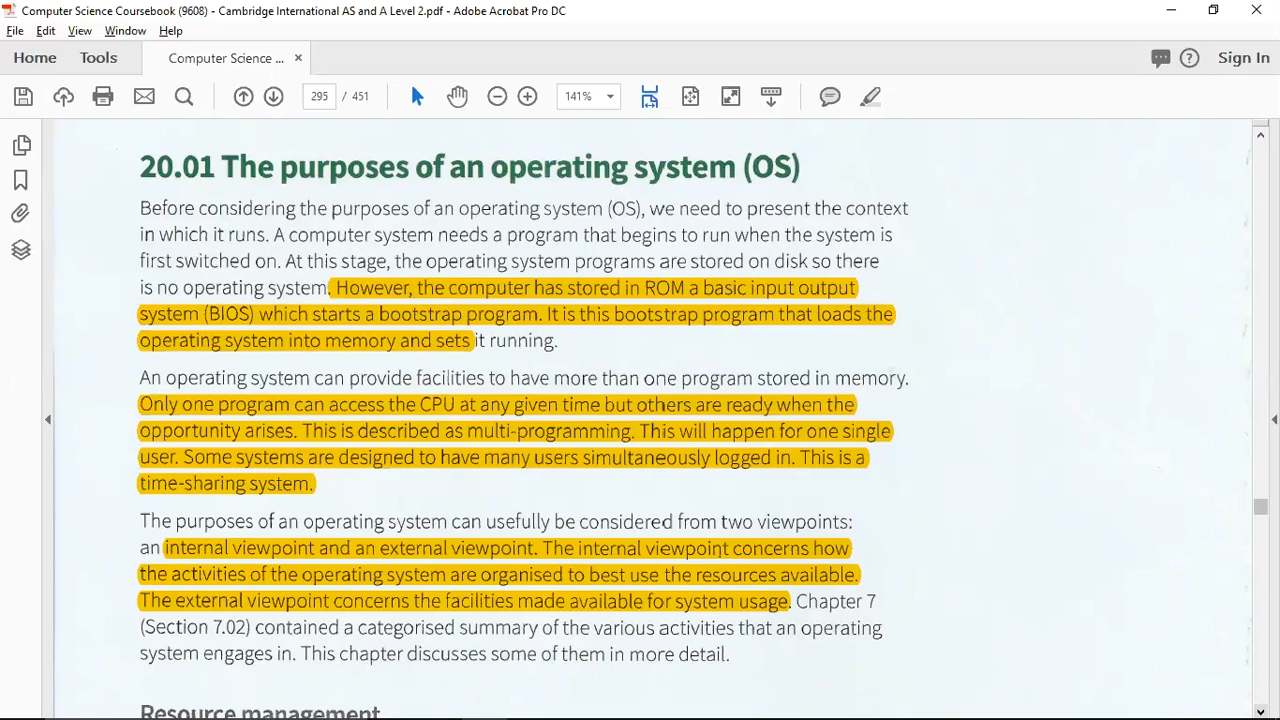 Computer Science Coursebook (9608) - Cambridge International AS and A Level 2.pdf - Adobe Acrobat Pro DC
File Edit View Window Help
Home Tools Computer Science ... × Sign In
295 / 451 141%
20.01 The purposes of an operating system (OS)
Before considering the purposes of an operating system (OS), we need to present the context
in which it runs. A computer system needs a program that begins to run when the system is
first switched on. At this stage, the operating system programs are stored on disk so there
is no operating system. However, the computer has stored in ROM a basic input output
system (BIOS) which starts a bootstrap program. It is this bootstrap program that loads the
operating system into memory and sets it running.
An operating system can provide facilities to have more than one program stored in memory.
Only one program can access the CPU at any given time but others are ready when the
opportunity arises. This is described as multi-programming. This will happen for one single
user. Some systems are designed to have many users simultaneously logged in. This is a
time-sharing system.
The purposes of an operating system can usefully be considered from two viewpoints:
an internal viewpoint and an external viewpoint. The internal viewpoint concerns how
the activities of the operating system are organised to best use the resources available.
The external viewpoint concerns the facilities made available for system usage. Chapter 7
(Section 7.02) contained a categorised summary of the various activities that an operating
system engages in. This chapter discusses some of them in more detail.
Resource management